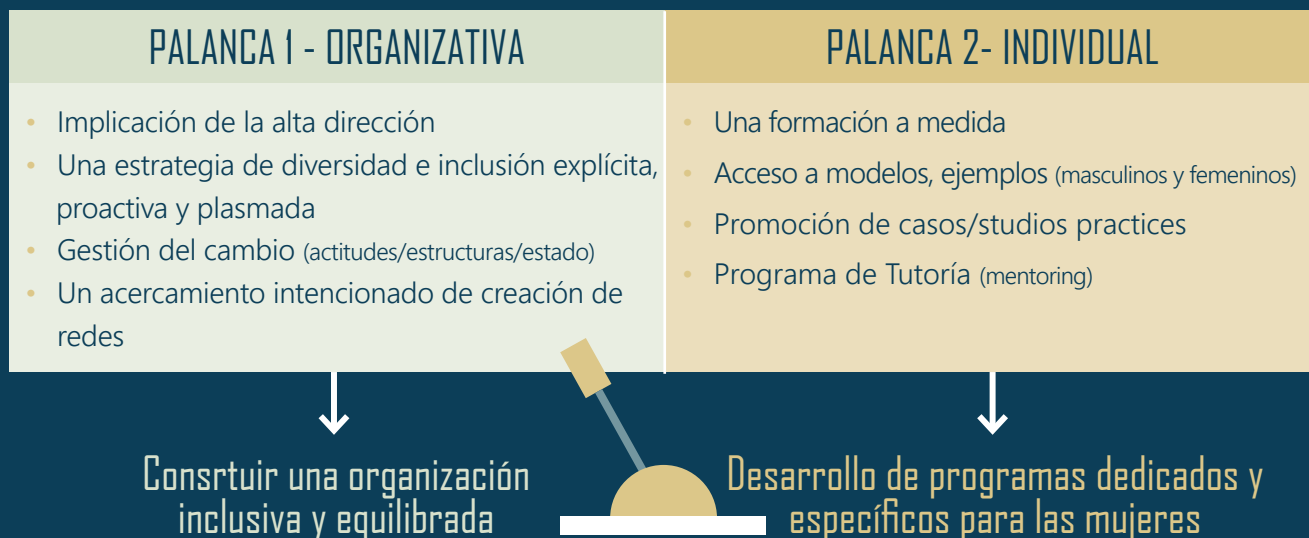 PALANCA 1 - ORGANIZATIVA
• Implicación de la alta dirección
• Una estrategia de diversidad e inclusión explícita,
proactiva y plasmada
• Gestión del cambio (actitudes/estructuras/estado)
• Un acercamiento intencionado de creación de
redes
Consrtuir una organización
inclusiva y equilibrada
PALANCA 2- INDIVIDUAL
• Una formación a medida
• Acceso a modelos, ejemplos (masculinos y femeninos)
• Promoción de casos/studios practices
• Programa de Tutoría (mentoring)
Desarrollo de programas dedicados y
específicos para las mujeres